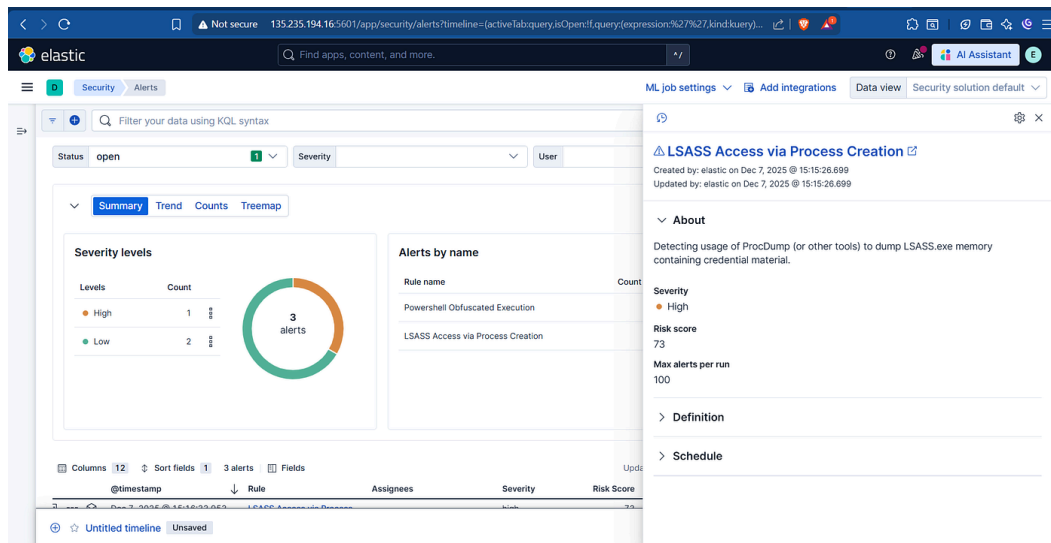 Not secure 135.235.194.16:5601/app/security/alerts?timeline=(activeTab:query,isOpen:!f,query:(expression:%27%27,kind:kuery)...
elastic
Find apps, content, and more.
^/
AI Assistant
E
D
Security
Alerts
ML job settings
Add integrations
Data view
Security solution default
Filter your data using KQL syntax
Status
open
1
Severity
User
Summary
Trend
Counts
Treemap
Severity levels
Levels Count
High 1
Low 2
3
alerts
Alerts by name
Rule name Count
Powershell Obfuscated Execution
LSASS Access via Process Creation
Columns 12
Sort fields 1
3 alerts
Fields
Upda
@timestamp Rule Assignees Severity Risk Score
Untitled timeline
Unsaved
LSASS Access via Process Creation
Created by: elastic on Dec 7, 2025 @ 15:15:26.699
Updated by: elastic on Dec 7, 2025 @ 15:15:26.699
About
Detecting usage of ProcDump (or other tools) to dump LSASS.exe memory
containing credential material.
Severity
High
Risk score
73
Max alerts per run
100
Definition
Schedule